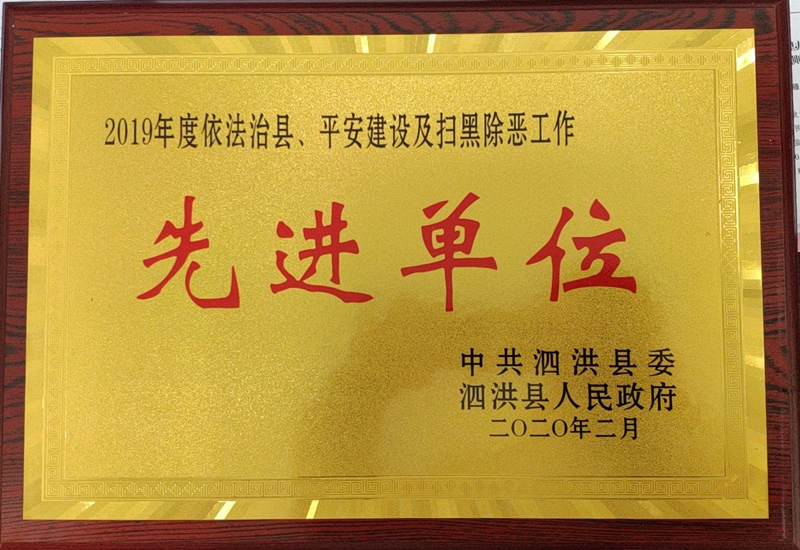 2019年度依法治县、平安建设及扫黑除恶工作
先进单位
中共泗洪县委
泗洪县人民政府
二〇二〇年二月